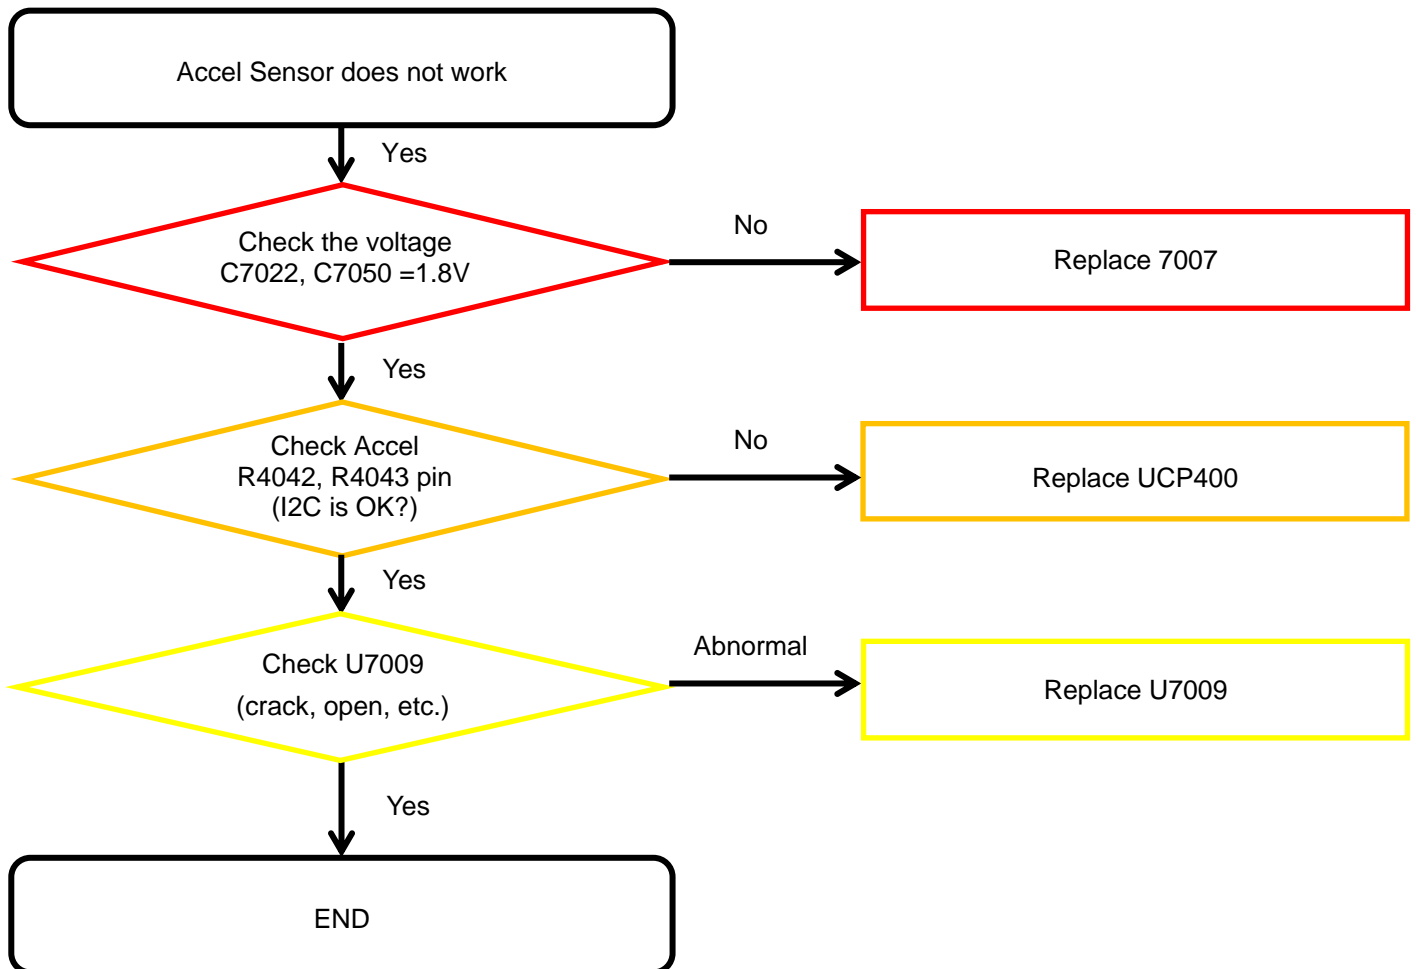 Accel Sensor does not work
Yes
Check the voltage
C7022, C7050 =1.8V
No
Replace 7007
Yes
Check Accel
R4042, R4043 pin
(I2C is OK?)
No
Replace UCP400
Yes
Check U7009
(crack, open, etc.)
Abnormal
Replace U7009
Yes
END